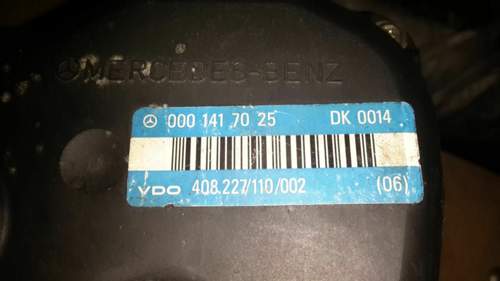 MERCEDES-BENZ
000 141 70 25 DK 0014
VDO 408.227/110/002 (06)